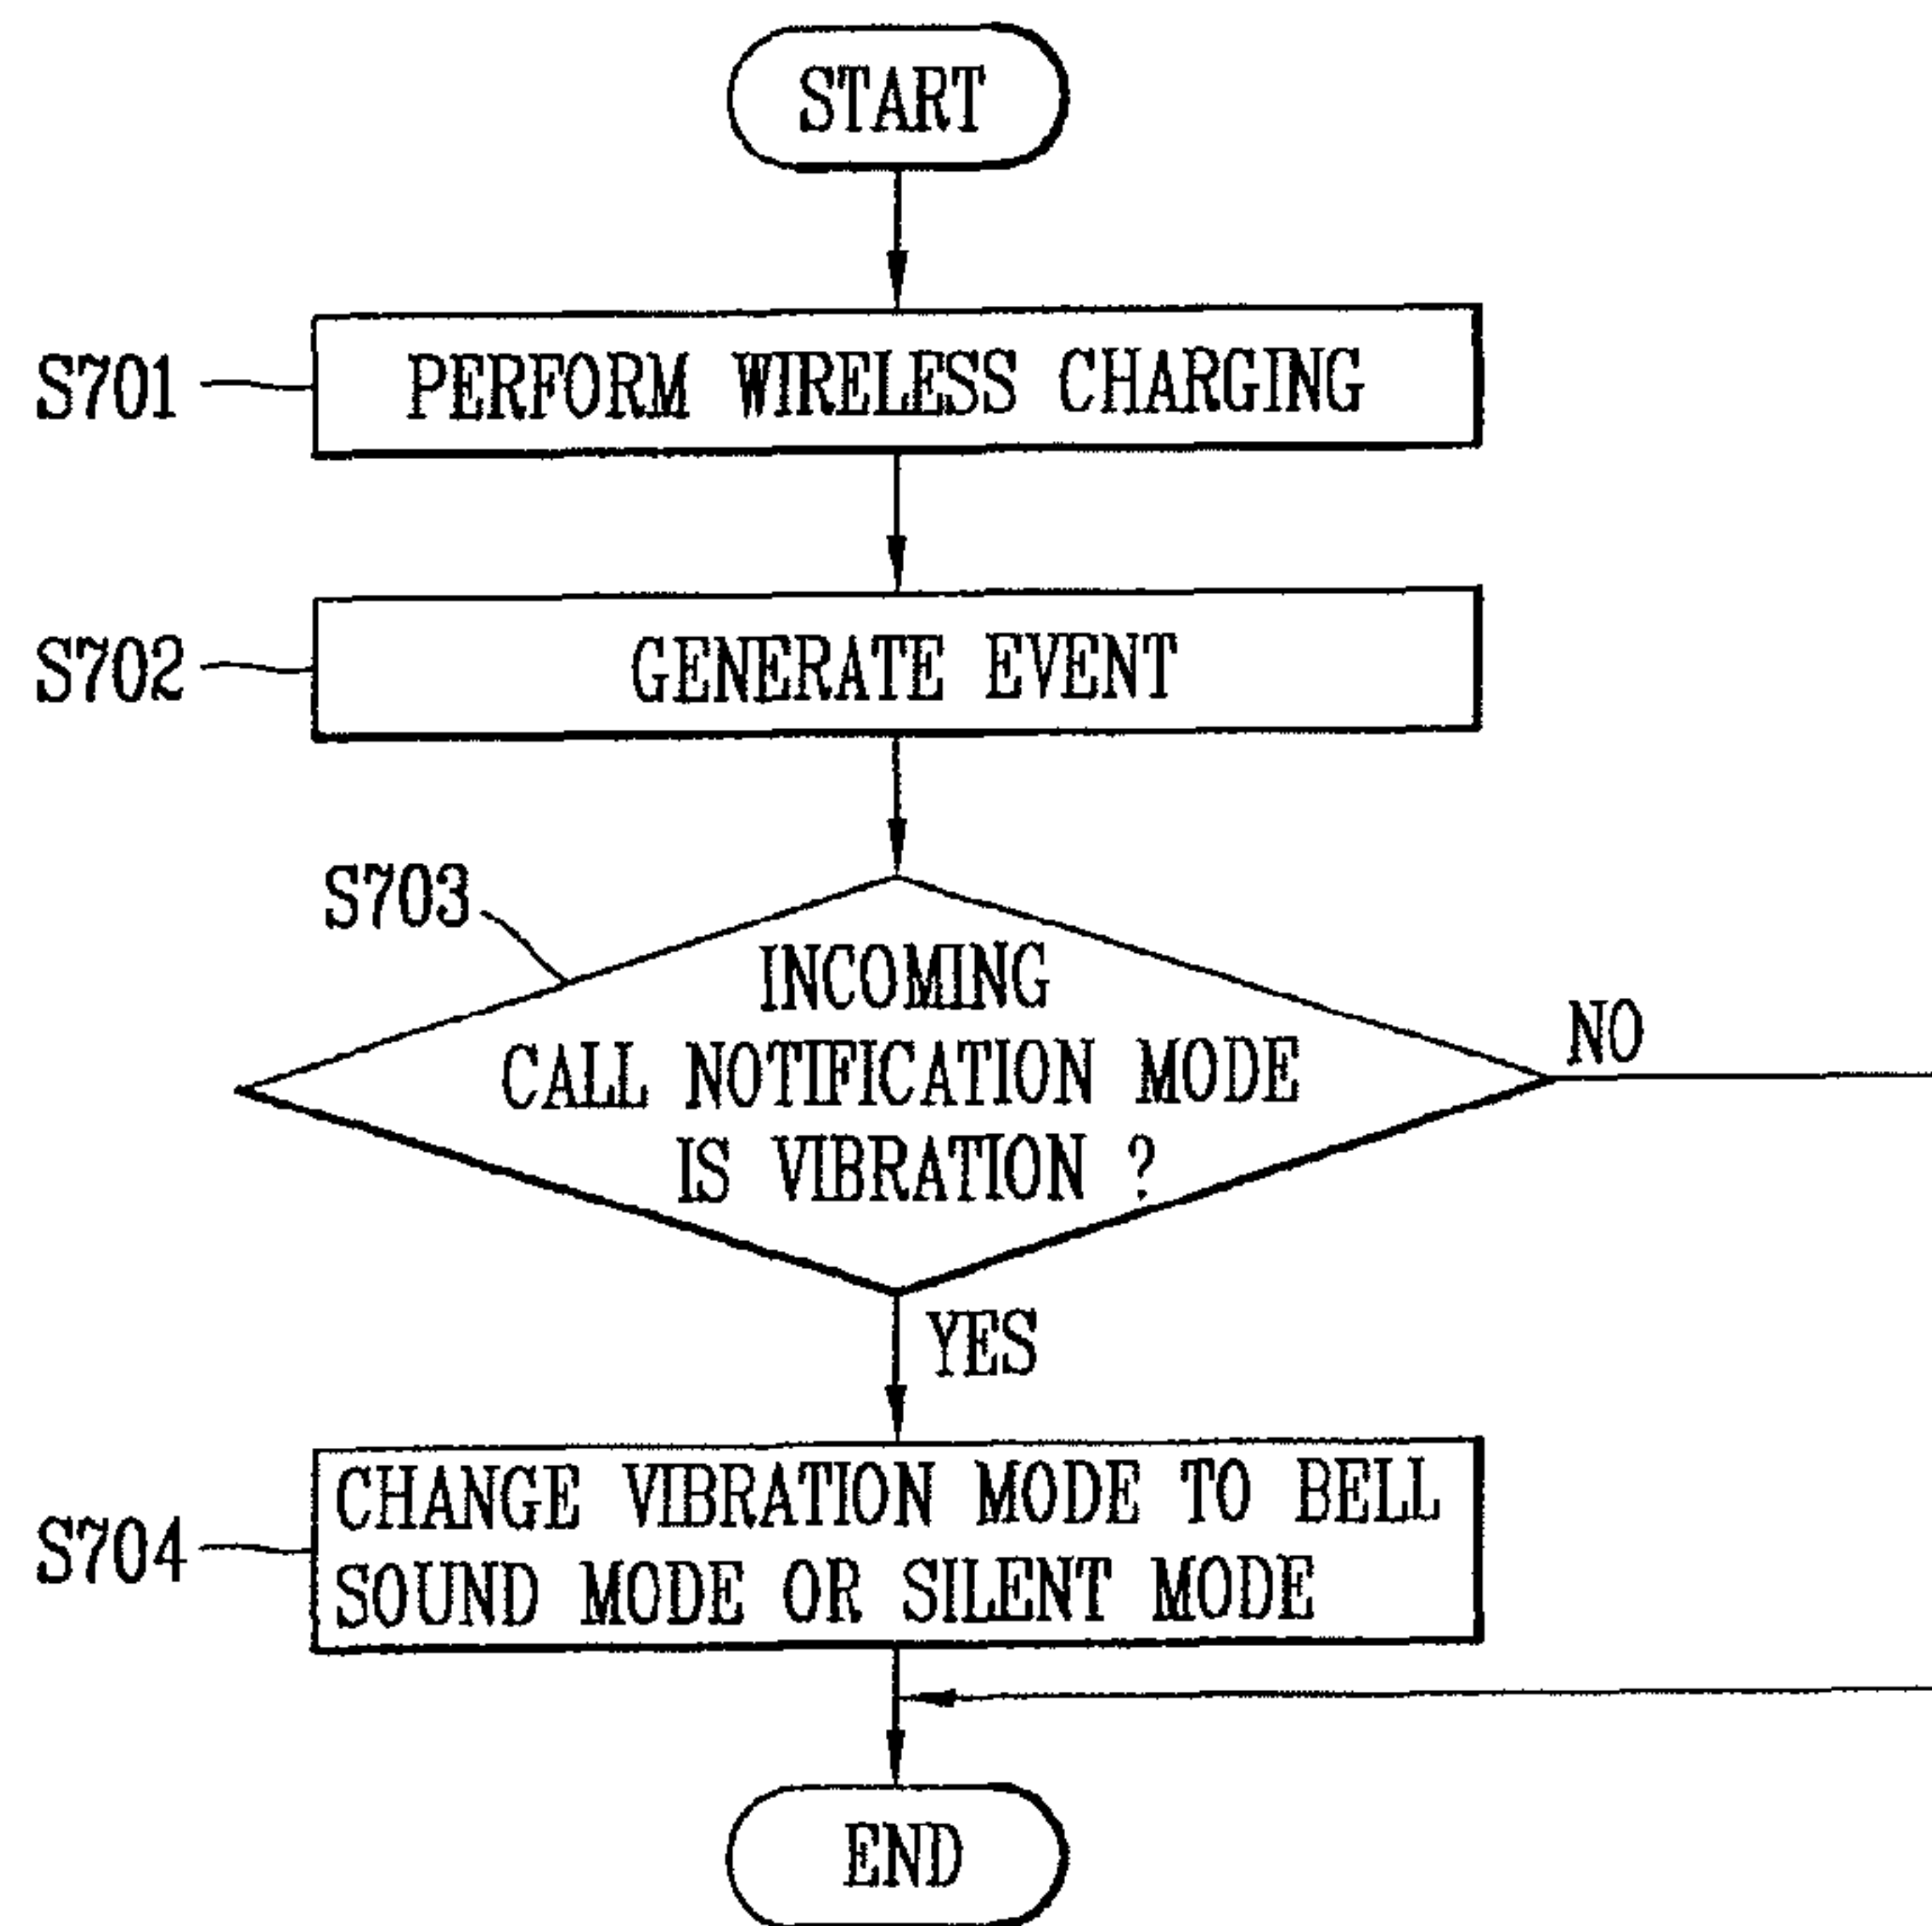 START
S701
PERFORM WIRELESS CHARGING
S702
GENERATE EVENT
S703
INCOMING
CALL NOTIFICATION MODE
IS VIBRATION ?
NO
YES
S704
CHANGE VIBRATION MODE TO BELL
SOUND MODE OR SILENT MODE
END